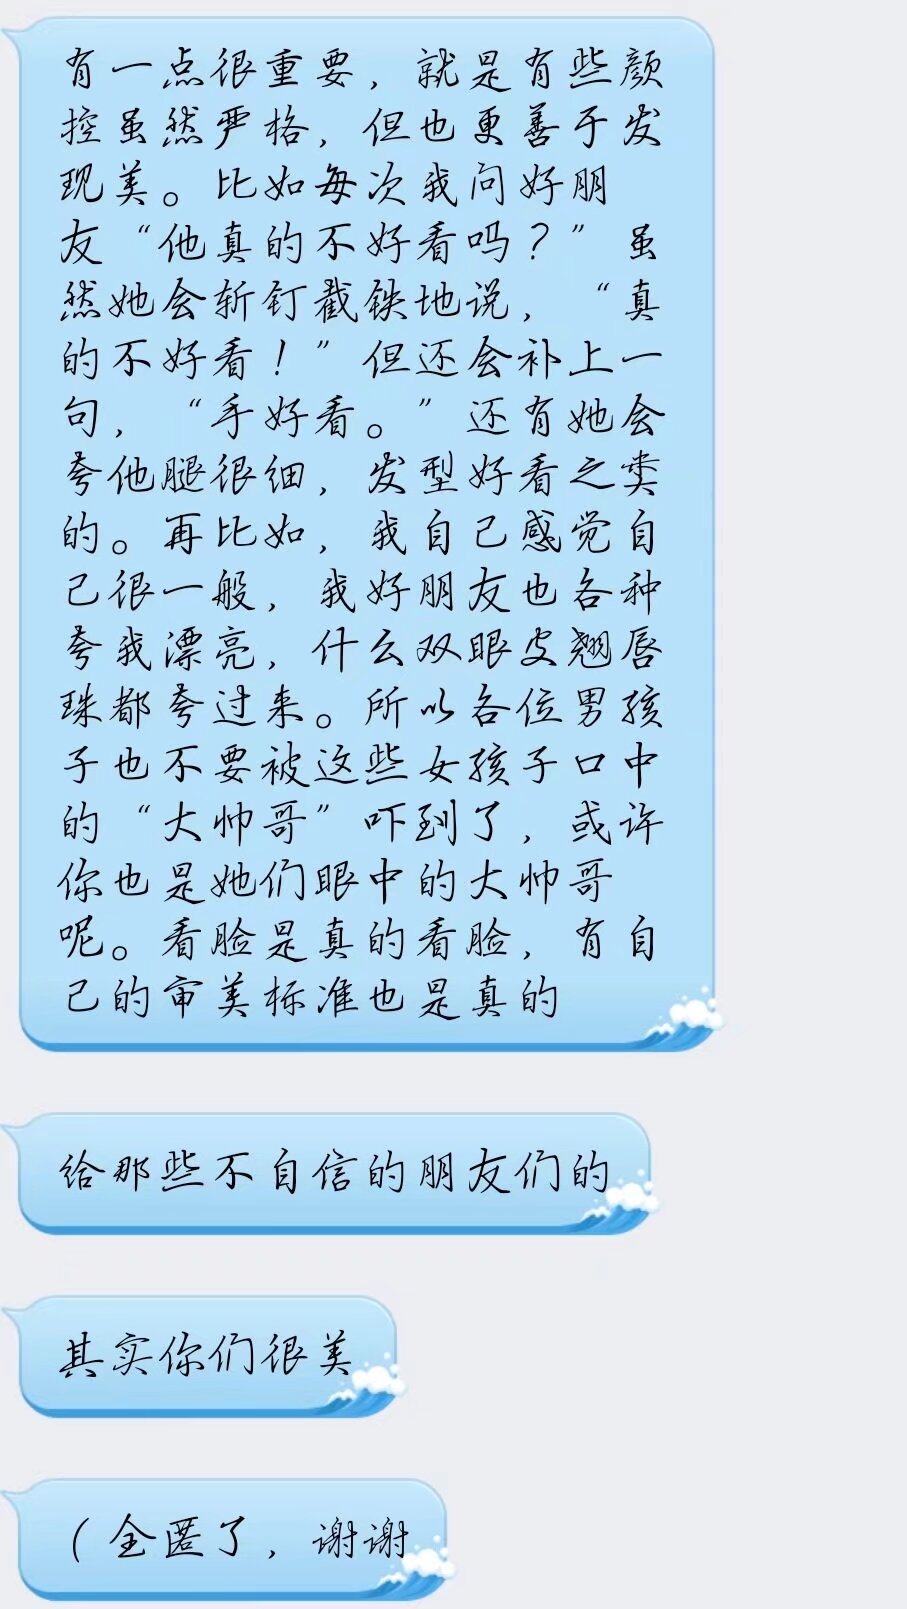 有一点很重要，就是有些颜
控虽然严格，但也更善于发
现美。比如每次我问好朋
友“他真的不好看吗？”虽
然她会斩钉截铁地说，“真
的不好看！”但还会补上一
句，“手好看。”还有她会
夸他腿很细，发型好看之类
的。再比如，我自己感觉自
己很一般，我好朋友也各种
夸我漂亮，什么双眼皮翘唇
珠都夸过来。所以各位男孩
子也不要被这些女孩子口中
的“大帅哥”吓到了，或许
你也是她们眼中的大帅哥
呢。看脸是真的看脸，有自
己的审美标准也是真的
给那些不自信的朋友们的
其实你们很美
（全匿了，谢谢